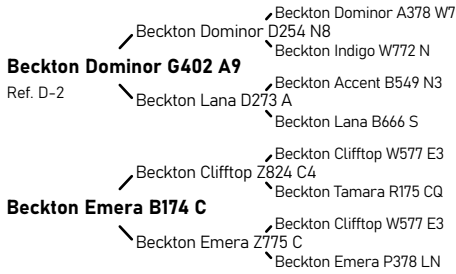 Beckton Dominor A378 W7
Beckton Dominor D254 N8
Beckton Indigo W772 N
Beckton Dominor G402 A9
Ref. D-2
Beckton Accent B549 N3
Beckton Lana D273 A
Beckton Lana B666 S
Beckton Clifftop W577 E3
Beckton Clifftop Z824 C4
Beckton Tamara R175 CQ
Beckton Emera B174 C
Beckton Clifftop W577 E3
Beckton Emera Z775 C
Beckton Emera P378 LN